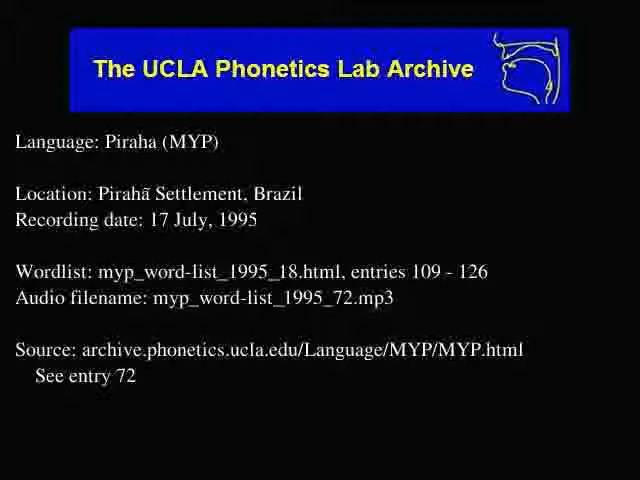 The UCLA Phonetics Lab Archive
Language: Piraha (MYP)
Location: Pirahã Settlement, Brazil
Recording date: 17 July, 1995
Wordlist: myp_word-list_1995_18.html, entries 109 - 126
Audio filename: myp_word-list_1995_72.mp3
Source: archive.phonetics.ucla.edu/Language/MYP/MYP.html
See entry 72